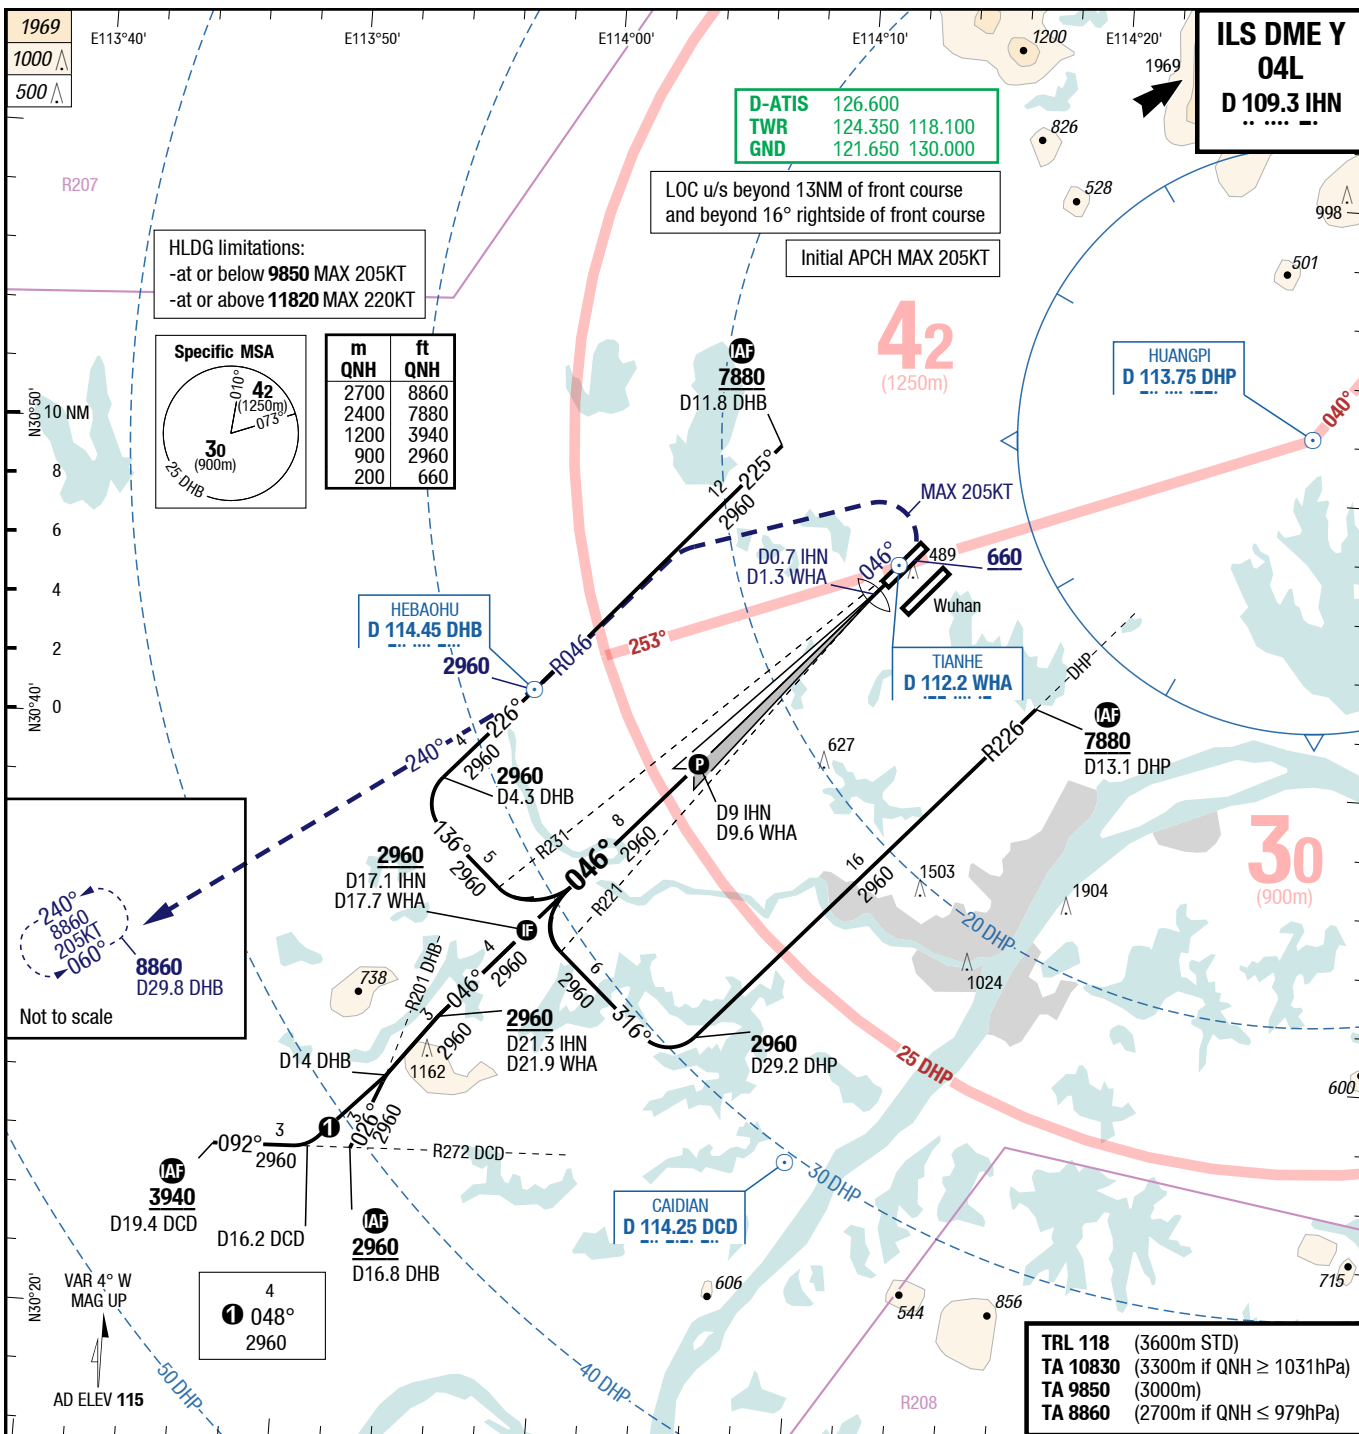 1969
1000
500
E113°40'
E113°50'
E114°00'
E114°10'
E114°20'
ILS DME Y
04L
D 109.3 IHN
1200
1969
826
528
998
501
D-ATIS 126.600
TWR 124.350 118.100
GND 121.650 130.000
LOC u/s beyond 13NM of front course
and beyond 16° rightside of front course
Initial APCH MAX 205KT
R207
HLDG limitations:
-at or below 9850 MAX 205KT
-at or above 11820 MAX 220KT
Specific MSA
010°
42
(1250m)
073°
30
(900m)
25 DHB
m ft
QNH QNH
2700 8860
2400 7880
1200 3940
900 2960
200 660
N30°50'
10 NM
8
6
4
2
0
N30°40'
N30°20'
42
(1250m)
HUANGPI
D 113.75 DHP
040°
IAF
7880
D11.8 DHB
225°
12
2960
MAX 205KT
D0.7 IHN
D1.3 WHA
046°
489
660
Wuhan
HEBAOHU
D 114.45 DHB
2960
R046
253°
TIANHE
D 112.2 WHA
DHP
226°
4
2960
240°
2960
D4.3 DHB
P
D9 IHN
D9.6 WHA
627
R226
IAF
7880
D13.1 DHP
136°
5
2960
R231
8
2960
046°
R221
16
2960
1503
1904
1024
20 DHP
30
(900m)
2960
D17.1 IHN
D17.7 WHA
IF
4
2960
046°
6
2960
316°
2960
D29.2 DHP
25 DHP
600
240°
8860
205KT
060°
8860
D29.8 DHB
Not to scale
738
R201 DHB
3
2960
2960
D21.3 IHN
D21.9 WHA
D14 DHB
1162
1
3
026°
2960
092°
3
2960
R272 DCD
IAF
3940
D19.4 DCD
D16.2 DCD
IAF
2960
D16.8 DHB
CAIDIAN
D 114.25 DCD
30 DHP
VAR 4° W
MAG UP
AD ELEV 115
4
1 048°
2960
50 DHP
40 DHP
606
544
856
715
R208
TRL 118 (3600m STD)
TA 10830 (3300m if QNH ≥ 1031hPa)
TA 9850 (3000m)
TA 8860 (2700m if QNH ≤ 979hPa)